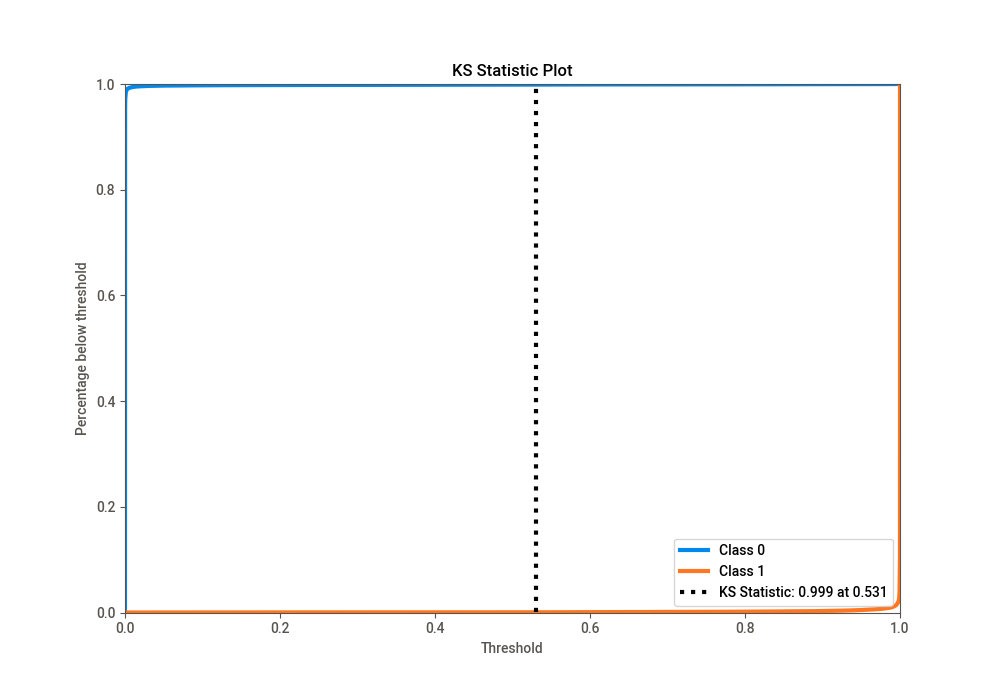 KS Statistic Plot
1.0
0.8
0.6
0.4
0.2
0.0
Percentage below threshold
0.0 0.2 0.4 0.6 0.8 1.0
Threshold
Class 0
Class 1
KS Statistic: 0.999 at 0.531